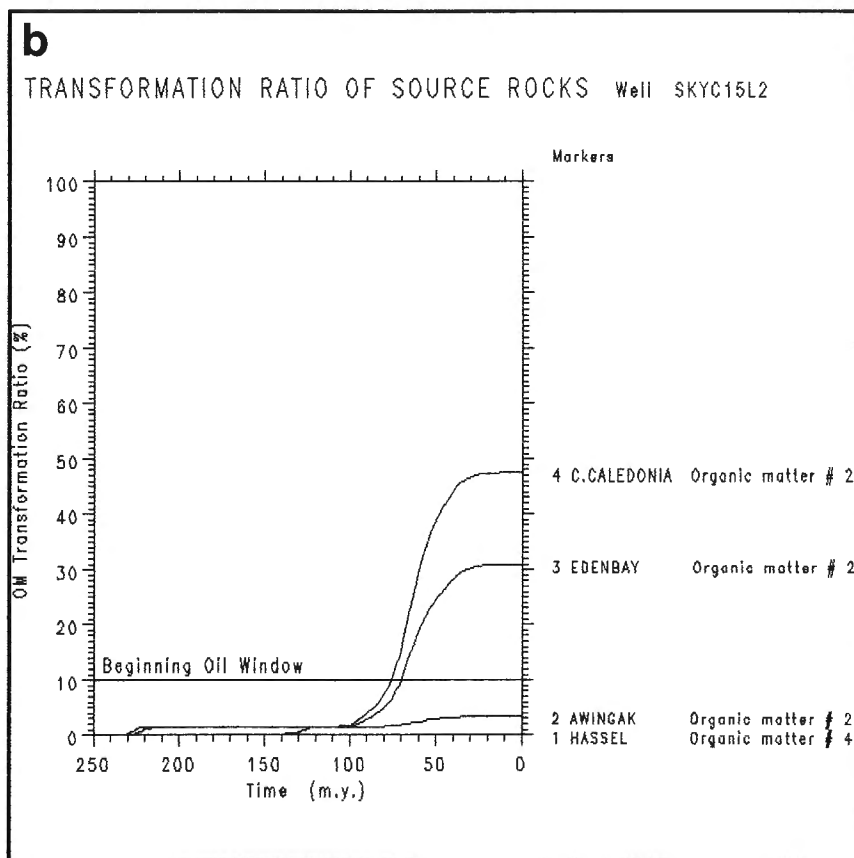 b
TRANSFORMATION RATIO OF SOURCE ROCKS Well SKYC15L2
Markers
OM Transformation Ratio (%)
100
90
80
70
60
50
40
30
20
10
0
Beginning Oil Window
4 C.CALEDONIA Organic matter # 2
3 EDENBAY Organic matter # 2
2 AWINGAK Organic matter # 2
1 HASSEL Organic matter # 4
250 200 150 100 50 0
Time (m.y.)